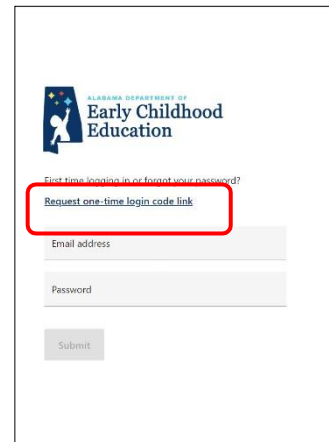 ALABAMA DEPARTMENT OF
Early Childhood
Education
First time logging in or forgot your password?
Request one-time login code link
Email address
Password
Submit